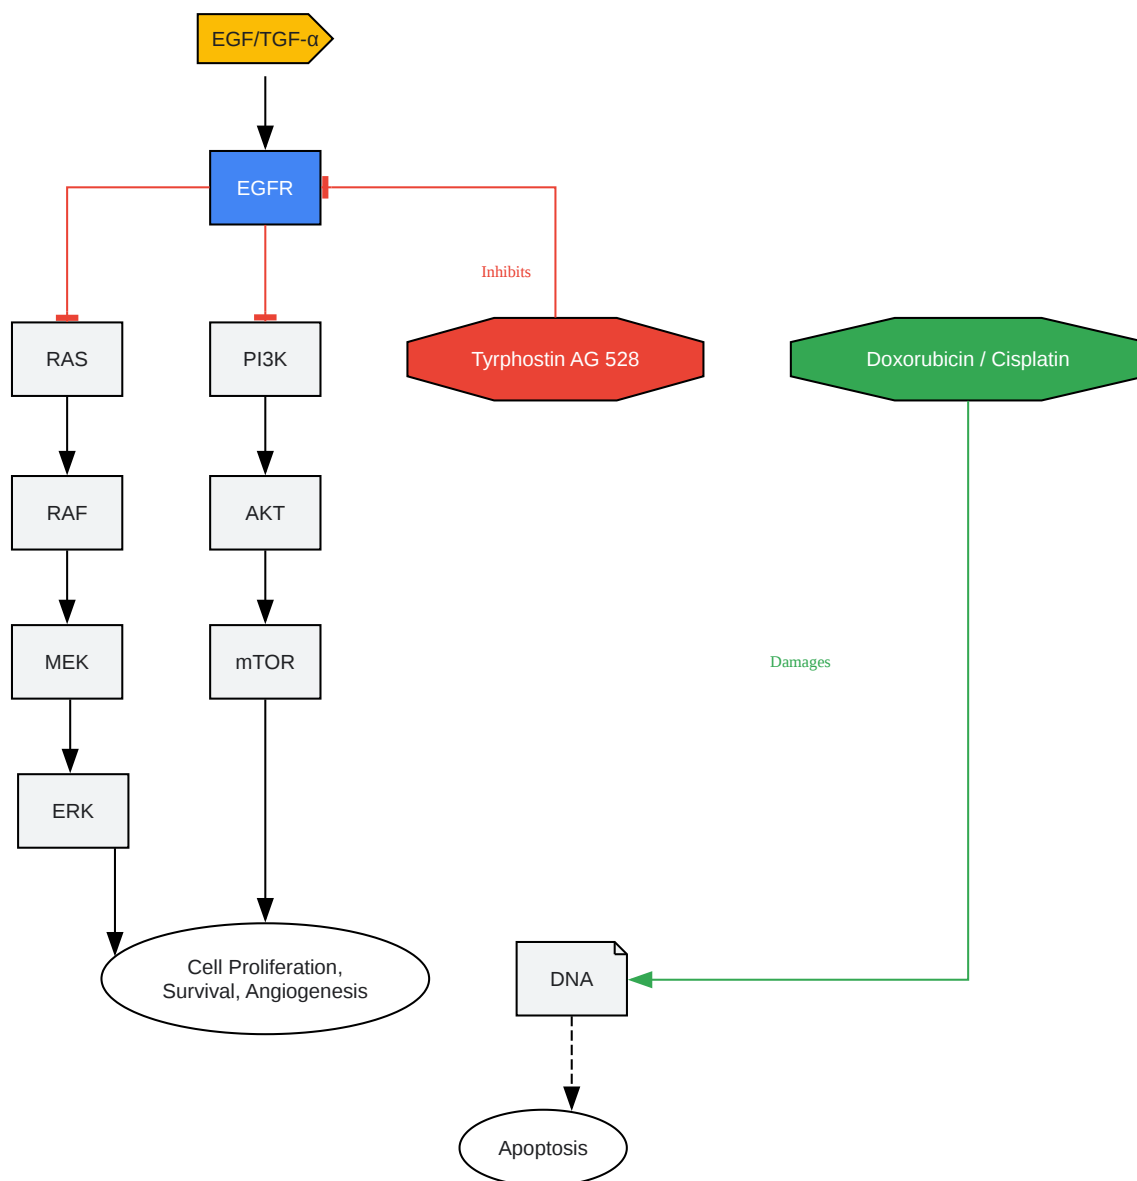 EGF/TGF-α
EGFR
Inhibits
RAS
PI3K
Tyrphostin AG 528
Doxorubicin / Cisplatin
RAF
AKT
MEK
mTOR
Damages
ERK
Cell Proliferation,
Survival, Angiogenesis
DNA
Apoptosis